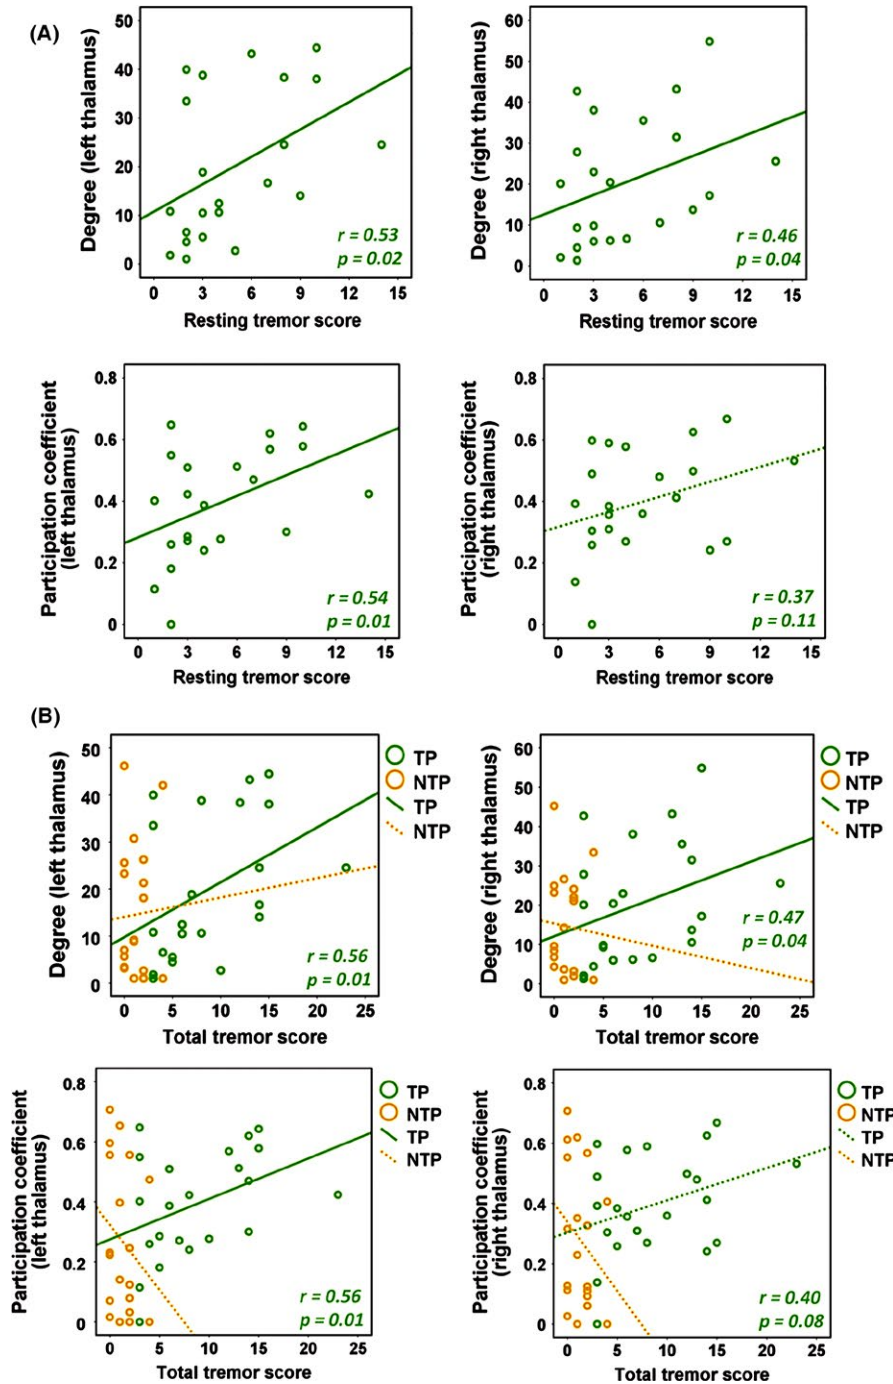 (A)
50
40
30
20
10
0
Degree (left thalamus)
r = 0.53
p = 0.02
0 3 6 9 12 15
Resting tremor score
60
50
40
30
20
10
0
Degree (right thalamus)
r = 0.46
p = 0.04
0 3 6 9 12 15
Resting tremor score
0.8
0.6
0.4
0.2
0
Participation coefficient
(left thalamus)
r = 0.54
p = 0.01
0 3 6 9 12 15
Resting tremor score
0.8
0.6
0.4
0.2
0
Participation coefficient
(right thalamus)
r = 0.37
p = 0.11
0 3 6 9 12 15
Resting tremor score
(B)
50
40
30
20
10
0
Degree (left thalamus)
TP
NTP
TP
NTP
r = 0.56
p = 0.01
0 5 10 15 20 25
Total tremor score
60
50
40
30
20
10
0
Degree (right thalamus)
TP
NTP
TP
NTP
r = 0.47
p = 0.04
0 5 10 15 20 25
Total tremor score
0.8
0.6
0.4
0.2
0
Participation coefficient
(left thalamus)
TP
NTP
TP
NTP
r = 0.56
p = 0.01
0 5 10 15 20 25
Total tremor score
0.8
0.6
0.4
0.2
0
Participation coefficient
(right thalamus)
TP
NTP
TP
NTP
r = 0.40
p = 0.08
0 5 10 15 20 25
Total tremor score